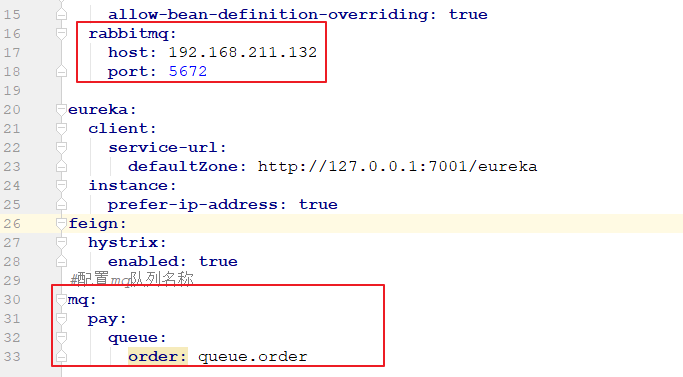 15 allow-bean-definition-overriding: true
16 rabbitmq:
17 host: 192.168.211.132
18 port: 5672
19
20 eureka:
21 client:
22 service-url:
23 defaultZone: http://127.0.0.1:7001/eureka
24 instance:
25 prefer-ip-address: true
26 feign:
27 hystrix:
28 enabled: true
29 #配置mq队列名称
30 mq:
31 pay:
32 queue:
33 order: queue.order